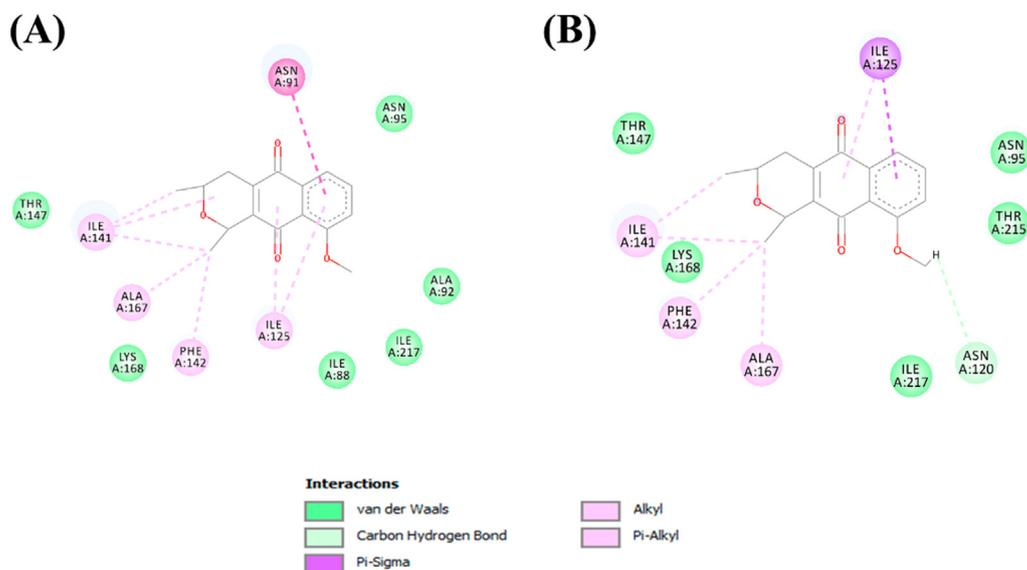 (A)
ASN
A:91
ASN
A:95
THR
A:147
ILE
A:141
ALA
A:167
LYS
A:168
PHE
A:142
ILE
A:125
ILE
A:88
ILE
A:217
ALA
A:92
O
O
O
O
(B)
ILE
A:125
THR
A:147
ASN
A:95
THR
A:215
ILE
A:141
LYS
A:168
PHE
A:142
ALA
A:167
ILE
A:217
ASN
A:120
O
O
O
O
H
Interactions
van der Waals
Carbon Hydrogen Bond
Pi-Sigma
Alkyl
Pi-Alkyl